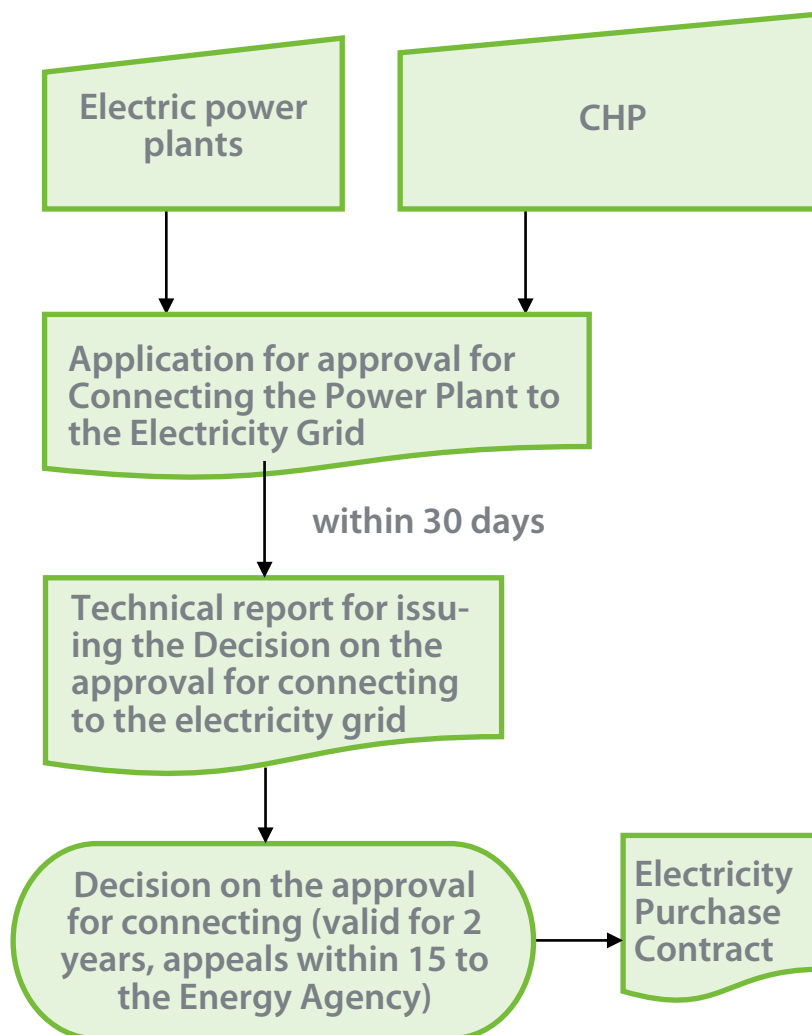 Electric power
plants
CHP
Application for approval for
Connecting the Power Plant to
the Electricity Grid
within 30 days
Technical report for issu-
ing the Decision on the
approval for connecting
to the electricity grid
Decision on the approval
for connecting (valid for 2
years, appeals within 15 to
the Energy Agency)
Electricity
Purchase
Contract